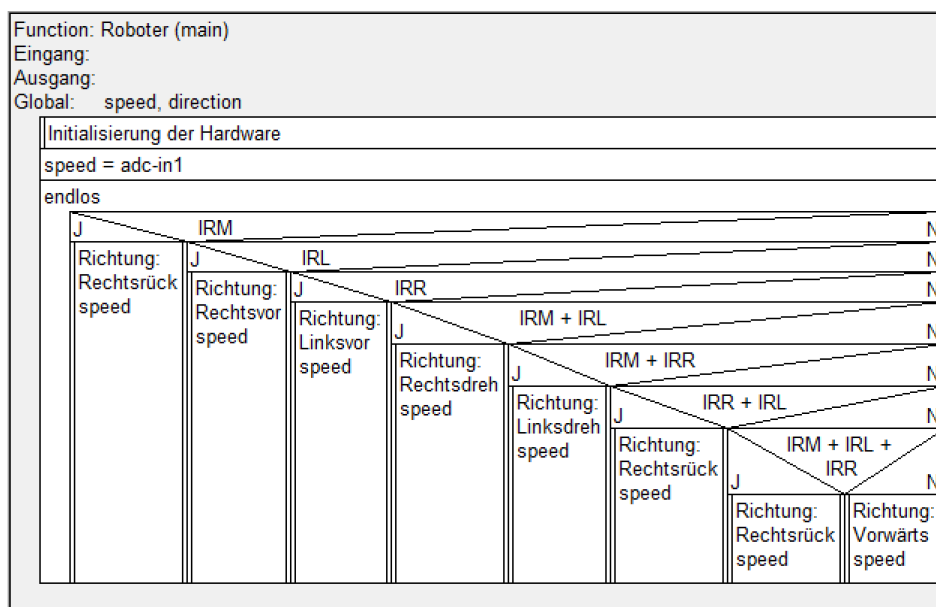 Function: Roboter (main)
Eingang:
Ausgang:
Global: speed, direction
Initialisierung der Hardware
speed = adc-in1
endlos
J IRM N
Richtung:
Rechtsrück
speed
J IRL N
Richtung:
Rechtsvor
speed
J IRR N
Richtung:
Linksvor
speed
J IRM + IRL N
Richtung:
Rechtsdreh
speed
J IRM + IRR N
Richtung:
Linksdreh
speed
J IRR + IRL N
Richtung:
Rechtsrück
speed
IRM + IRL +
IRR
J N
Richtung:
Rechtsrück
speed
Richtung:
Vorwärts
speed